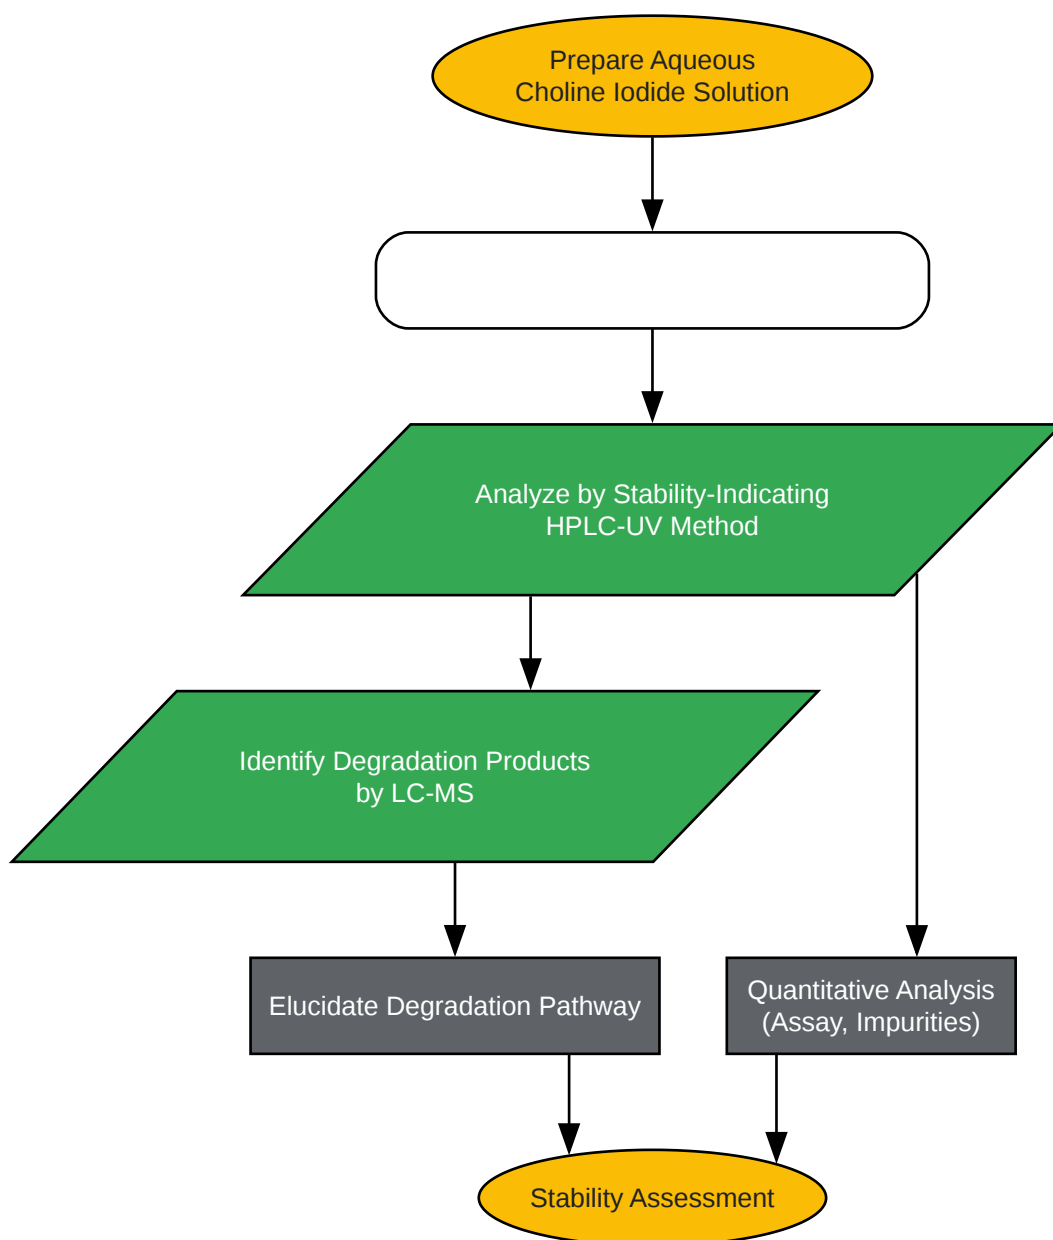 Prepare Aqueous
Choline Iodide Solution
Analyze by Stability-Indicating
HPLC-UV Method
Identify Degradation Products
by LC-MS
Elucidate Degradation Pathway
Quantitative Analysis
(Assay, Impurities)
Stability Assessment